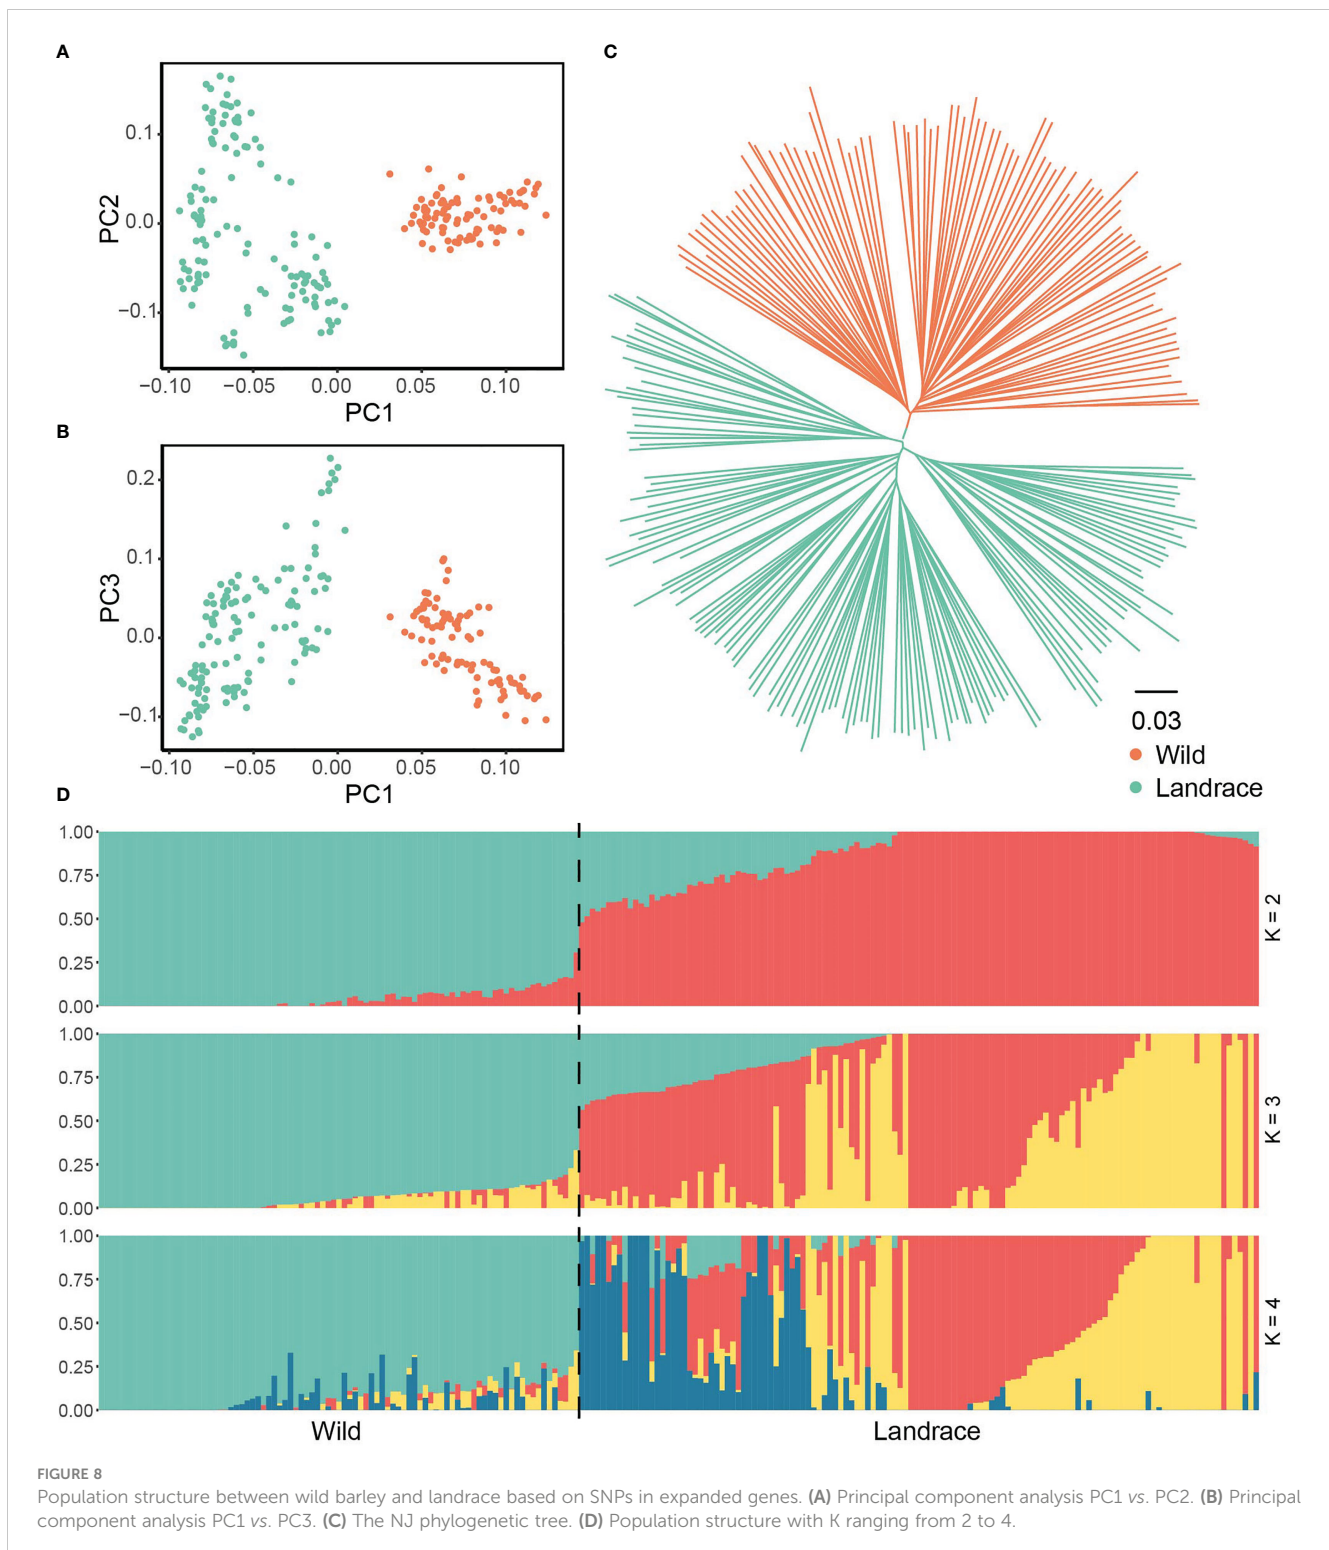 A
PC2
0.1
0.0
−0.1
−0.10
−0.05
0.00
0.05
0.10
PC1
B
PC3
0.2
0.1
0.0
−0.1
−0.10
−0.05
0.00
0.05
0.10
PC1
C
0.03
Wild
Landrace
D
1.00
0.75
0.50
0.25
0.00
K = 2
1.00
0.75
0.50
0.25
0.00
K = 3
1.00
0.75
0.50
0.25
0.00
K = 4
Wild
Landrace
FIGURE 8
Population structure between wild barley and landrace based on SNPs in expanded genes. (A) Principal component analysis PC1 vs. PC2. (B) Principal
component analysis PC1 vs. PC3. (C) The NJ phylogenetic tree. (D) Population structure with K ranging from 2 to 4.